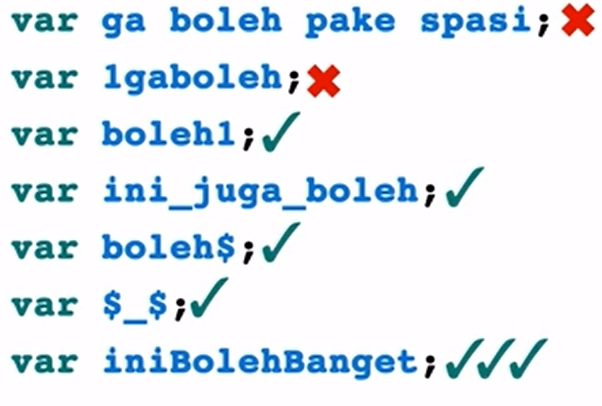 var ga boleh pake spasi;❌
var 1gaboleh;❌
var boleh1;✓
var ini_juga_boleh;✓
var boleh$;✓
var $_$;✓
var iniBolehBanget;✓✓✓